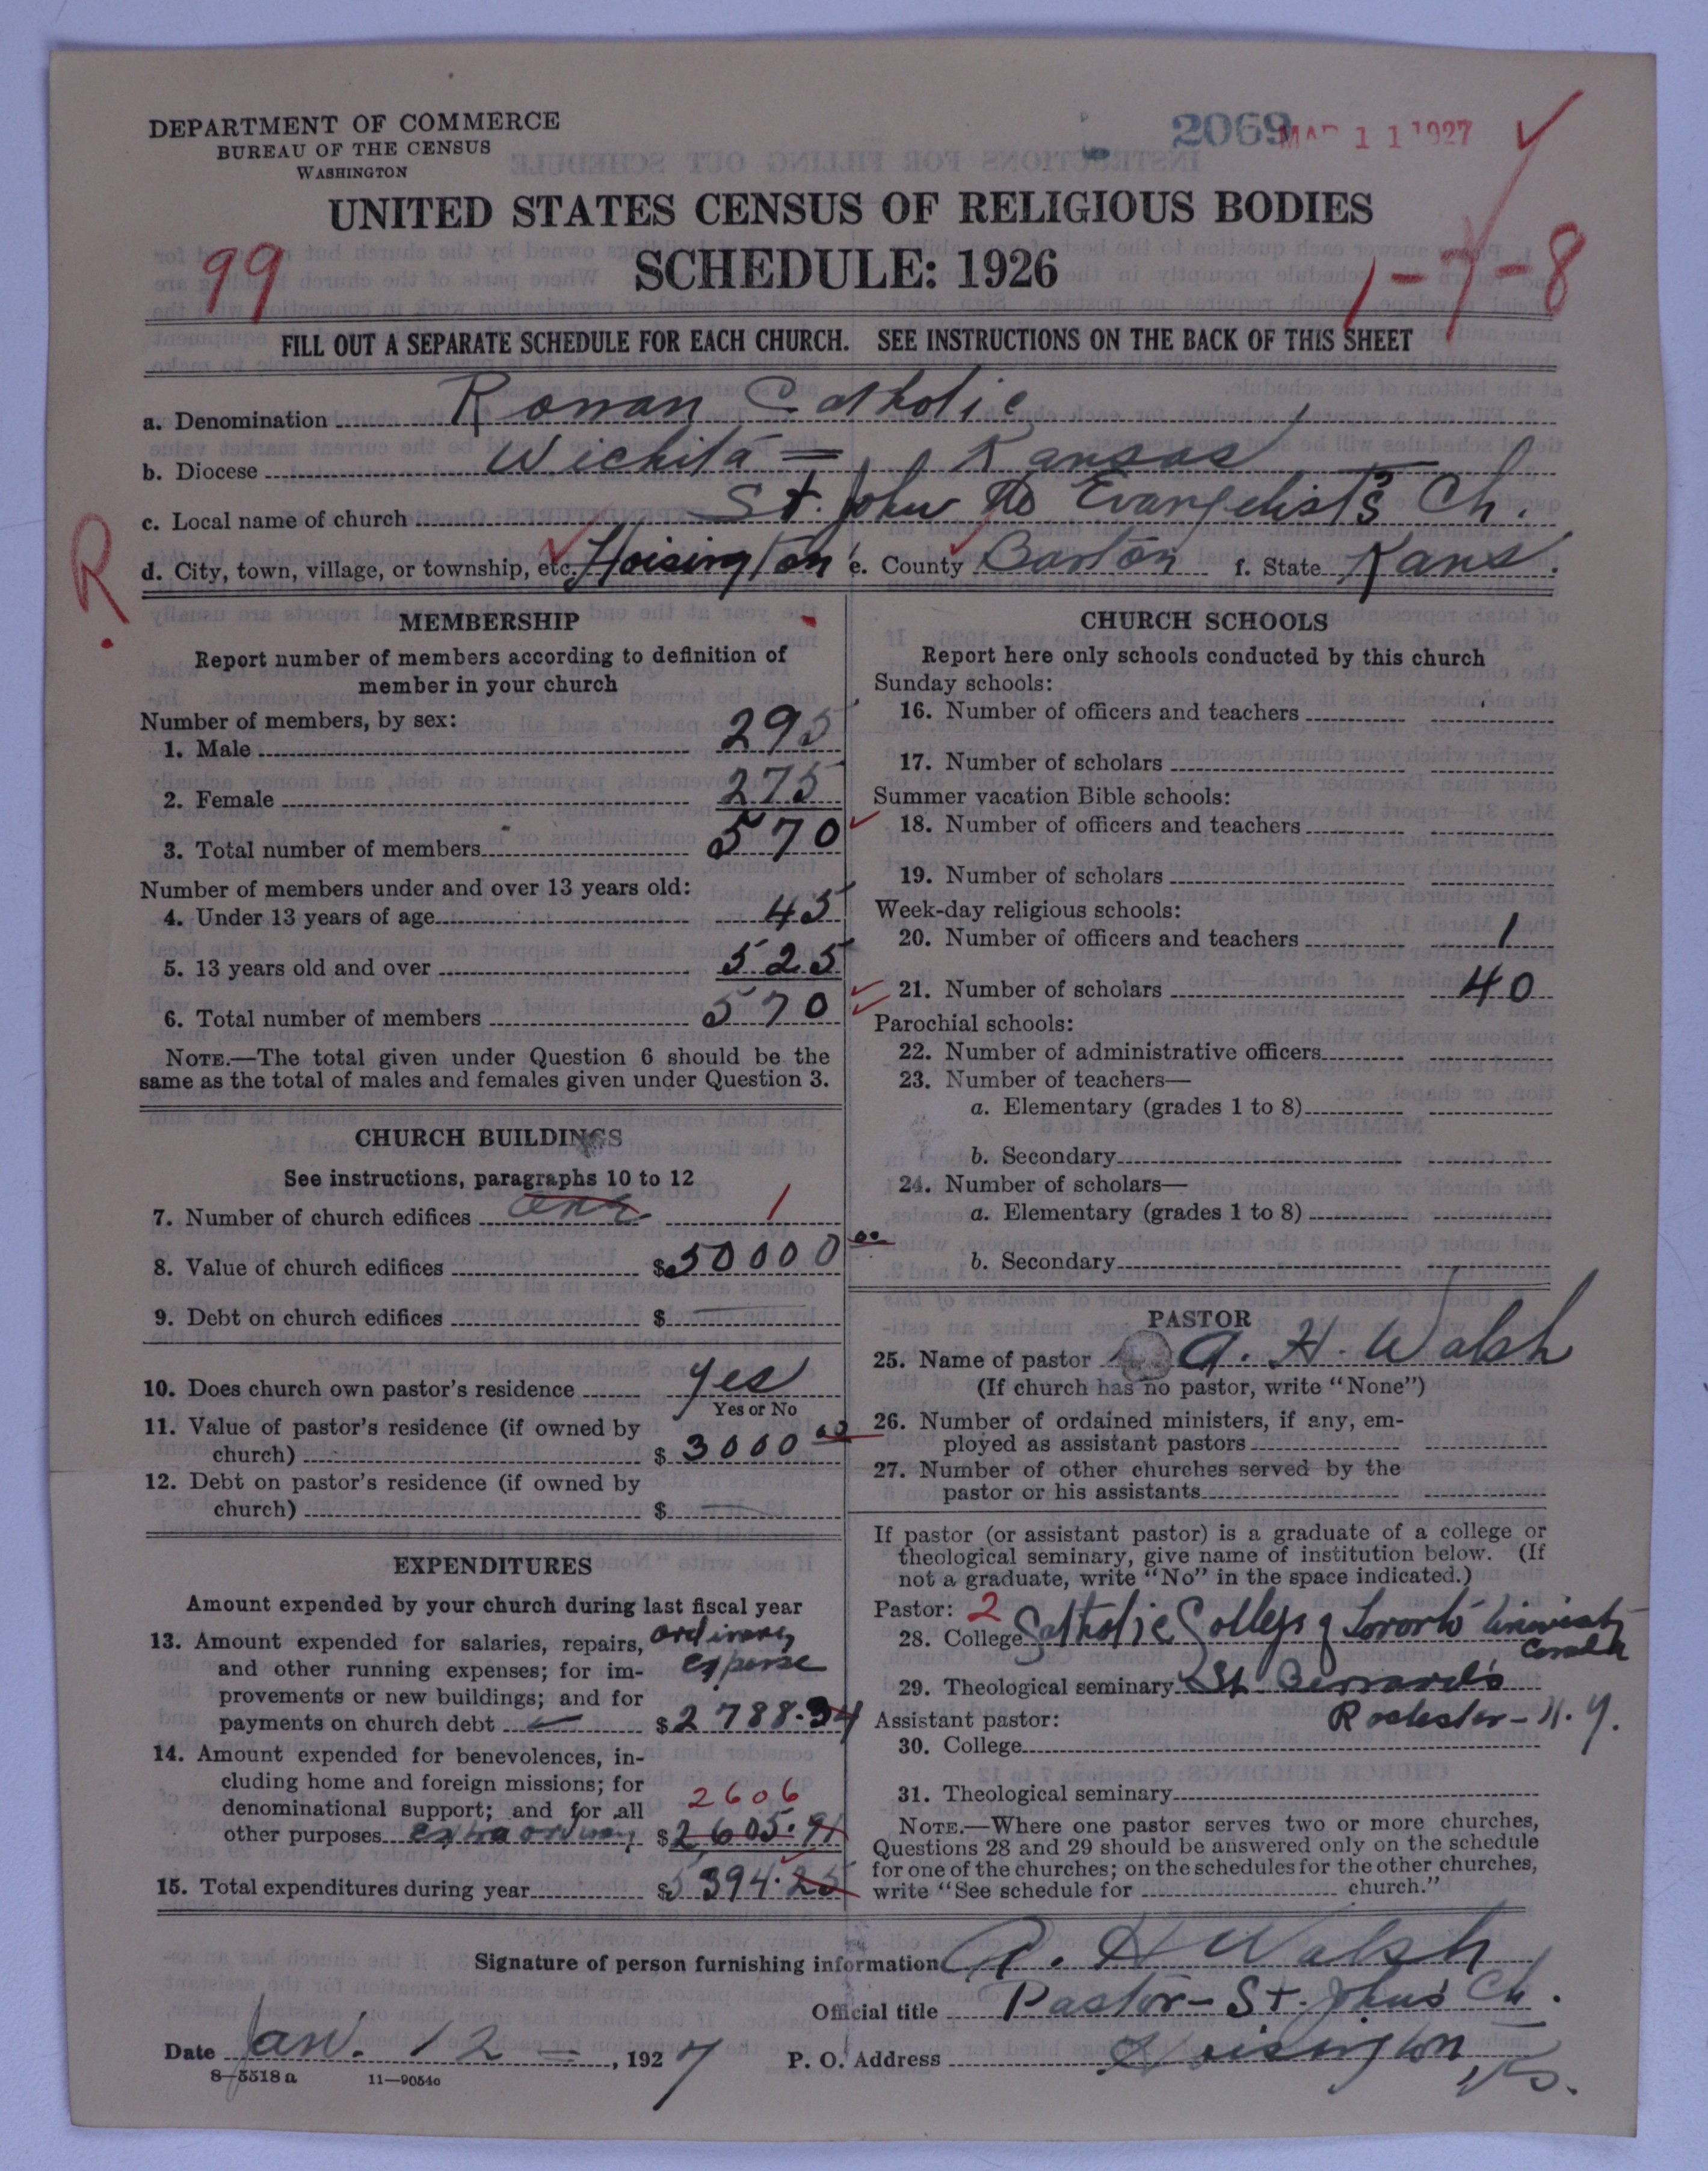 DEPARTMENT OF COMMERCE
BUREAU OF THE CENSUS
WASHINGTON
2069
MAR 11 1927
UNITED STATES CENSUS OF RELIGIOUS BODIES
SCHEDULE: 1926
99
1-7-8
FILL OUT A SEPARATE SCHEDULE FOR EACH CHURCH. SEE INSTRUCTIONS ON THE BACK OF THIS SHEET
a. Denomination Roman Catholic
b. Diocese Wichita = Kansas
c. Local name of church St. John the Evangelist's Ch.
R.
d. City, town, village, or township, etc. Hoisington e. County Barton f. State Kans.
MEMBERSHIP
Report number of members according to definition of
member in your church
Number of members, by sex:
1. Male 295
2. Female 275
3. Total number of members 570
Number of members under and over 13 years old:
4. Under 13 years of age 45
5. 13 years old and over 525
6. Total number of members 570
NOTE.—The total given under Question 6 should be the
same as the total of males and females given under Question 3.
CHURCH BUILDINGS
See instructions, paragraphs 10 to 12
7. Number of church edifices one 1
8. Value of church edifices $50000 00
9. Debt on church edifices $ —
10. Does church own pastor's residence yes
Yes or No
11. Value of pastor's residence (if owned by
church) $ 3000 00
12. Debt on pastor's residence (if owned by
church) $ —
EXPENDITURES
Amount expended by your church during last fiscal year
13. Amount expended for salaries, repairs, ordinary
and other running expenses; for im- expense
provements or new buildings; and for
payments on church debt $2788.34
14. Amount expended for benevolences, in-
cluding home and foreign missions; for
denominational support; and for all 2606
other purposes extraordinary $2605.91
15. Total expenditures during year $5394.25
CHURCH SCHOOLS
Report here only schools conducted by this church
Sunday schools:
16. Number of officers and teachers
17. Number of scholars
Summer vacation Bible schools:
18. Number of officers and teachers
19. Number of scholars
Week-day religious schools:
20. Number of officers and teachers 1
21. Number of scholars 40
Parochial schools:
22. Number of administrative officers
23. Number of teachers—
a. Elementary (grades 1 to 8)
b. Secondary
24. Number of scholars—
a. Elementary (grades 1 to 8)
b. Secondary
PASTOR
25. Name of pastor A. H. Walsh
(If church has no pastor, write "None")
26. Number of ordained ministers, if any, em-
ployed as assistant pastors
27. Number of other churches served by the
pastor or his assistants
If pastor (or assistant pastor) is a graduate of a college or
theological seminary, give name of institution below. (If
not a graduate, write "No" in the space indicated.)
Pastor: 2
28. College Catholic College of Toronto University
Canada
29. Theological seminary St. Bernard's
Assistant pastor: Rochester - N. Y.
30. College
31. Theological seminary
NOTE.—Where one pastor serves two or more churches,
Questions 28 and 29 should be answered only on the schedule
for one of the churches; on the schedules for the other churches,
write "See schedule for church."
Signature of person furnishing information A. H Walsh
Official title Pastor - St. John's Ch.
Date Jan. 12 =, 1927 P. O. Address Hoisington, Ks.
8—5518 a 11—9054o